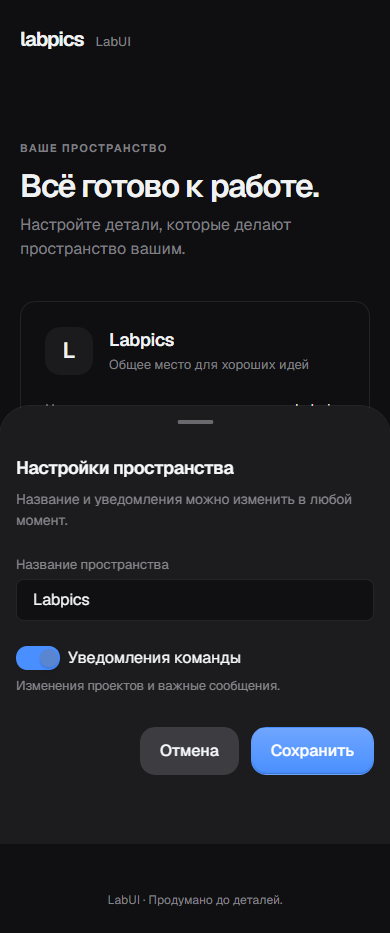 labpics LabUI
ВАШЕ ПРОСТРАНСТВО
Всё готово к работе.
Настройте детали, которые делают
пространство вашим.
L
Labpics
Общее место для хороших идей
Настройки пространства
Название и уведомления можно изменить в любой
момент.
Название пространства
Labpics
Уведомления команды
Изменения проектов и важные сообщения.
Отмена
Сохранить
LabUI · Продумано до деталей.